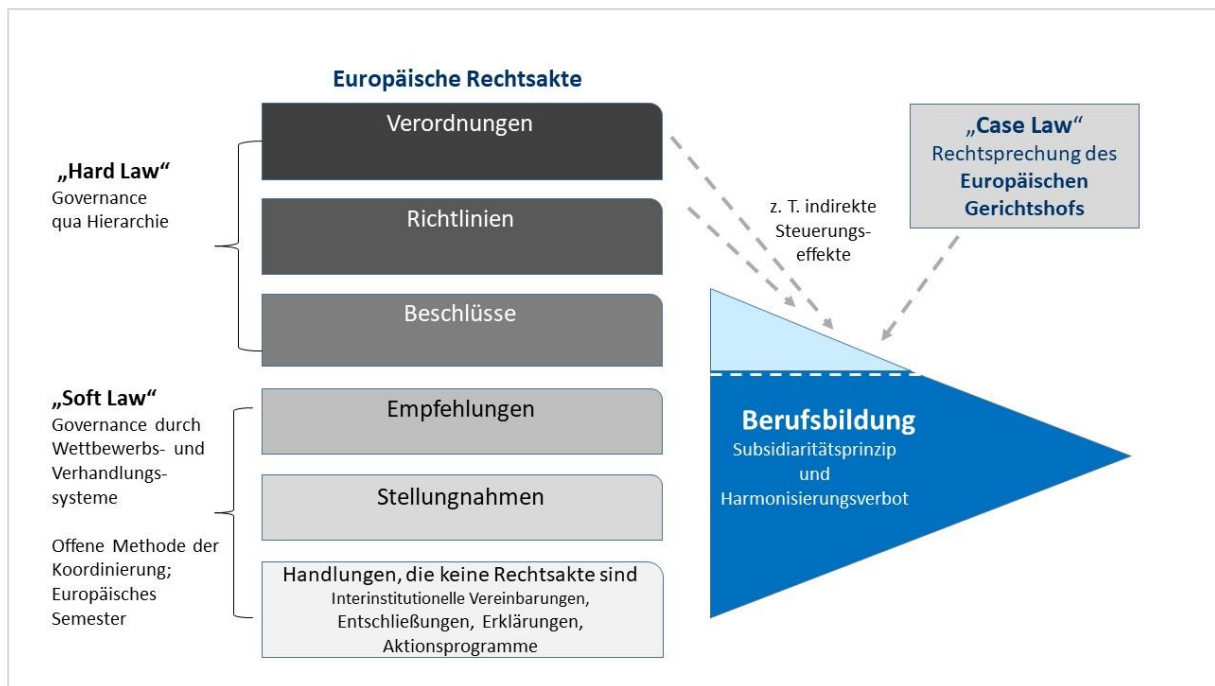 Europäische Rechtsakte
„Hard Law“
Governance
qua Hierarchie
Verordnungen
Richtlinien
Beschlüsse
„Soft Law“
Governance durch
Wettbewerbs- und
Verhandlungs-
systeme
Offene Methode der
Koordinierung;
Europäisches
Semester
Empfehlungen
Stellungnahmen
Handlungen, die keine Rechtsakte sind
Interinstitutionelle Vereinbarungen,
Entschließungen, Erklärungen,
Aktionsprogramme
z. T. indirekte
Steuerungs-
effekte
„Case Law“
Rechtsprechung des
Europäischen
Gerichtshofs
Berufsbildung
Subsidiaritätsprinzip
und
Harmonisierungsverbot